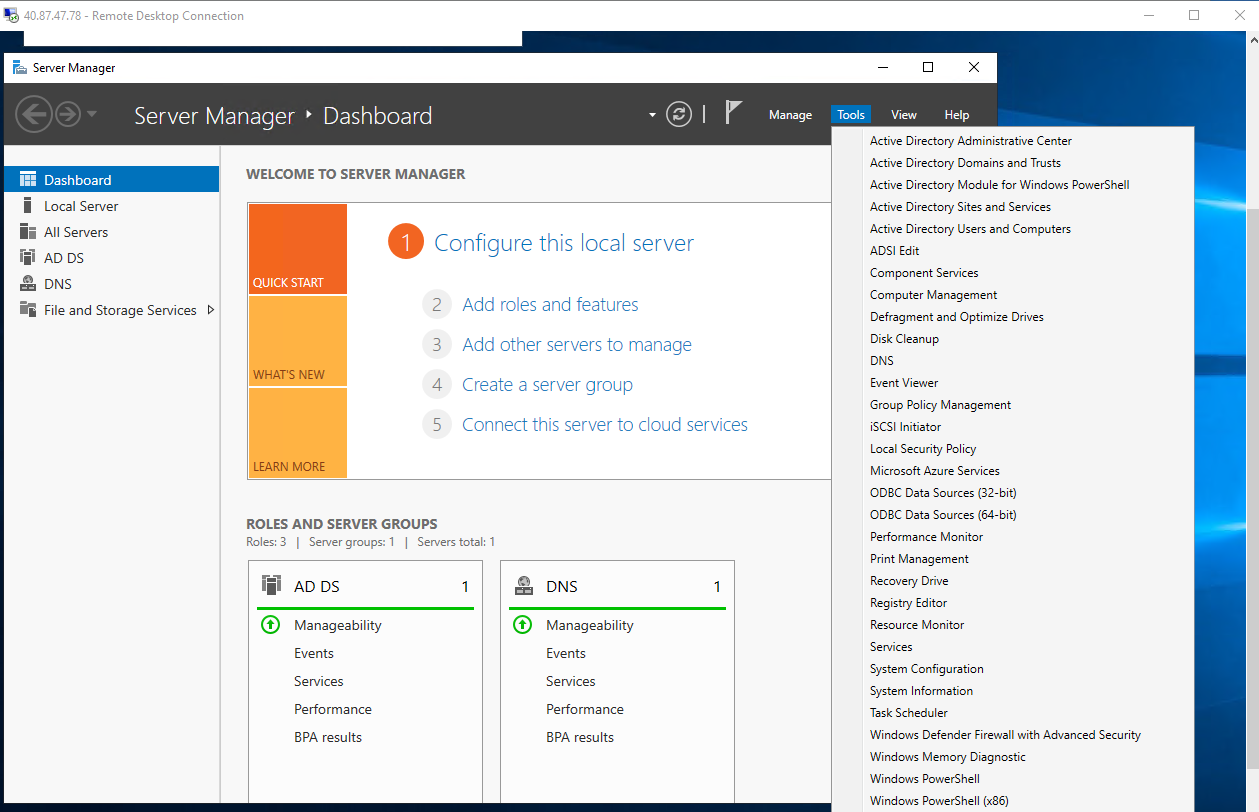 40.87.47.78 - Remote Desktop Connection
Server Manager
Server Manager Dashboard
Manage Tools View Help
Dashboard
Local Server
All Servers
AD DS
DNS
File and Storage Services
WELCOME TO SERVER MANAGER
QUICK START
WHAT'S NEW
LEARN MORE
1 Configure this local server
2 Add roles and features
3 Add other servers to manage
4 Create a server group
5 Connect this server to cloud services
ROLES AND SERVER GROUPS
Roles: 3 | Server groups: 1 | Servers total: 1
AD DS 1
Manageability
Events
Services
Performance
BPA results
DNS 1
Manageability
Events
Services
Performance
BPA results
Active Directory Administrative Center
Active Directory Domains and Trusts
Active Directory Module for Windows PowerShell
Active Directory Sites and Services
Active Directory Users and Computers
ADSI Edit
Component Services
Computer Management
Defragment and Optimize Drives
Disk Cleanup
DNS
Event Viewer
Group Policy Management
iSCSI Initiator
Local Security Policy
Microsoft Azure Services
ODBC Data Sources (32-bit)
ODBC Data Sources (64-bit)
Performance Monitor
Print Management
Recovery Drive
Registry Editor
Resource Monitor
Services
System Configuration
System Information
Task Scheduler
Windows Defender Firewall with Advanced Security
Windows Memory Diagnostic
Windows PowerShell
Windows PowerShell (x86)